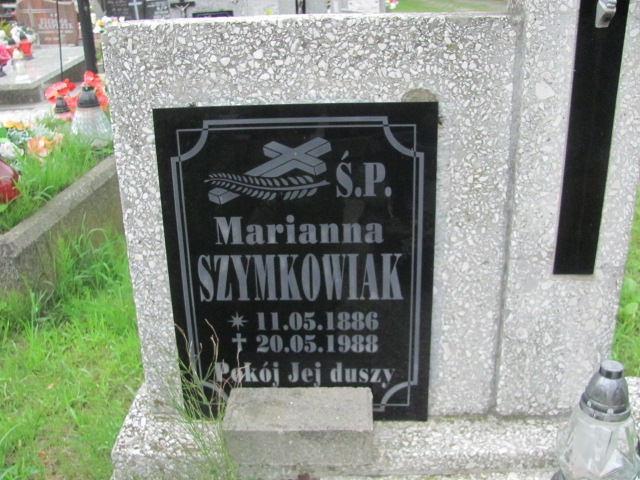 Ś.P.
Marianna
SZYMKOWIAK
* 11.05.1886
✝ 20.05.1988
Pokój Jej duszy